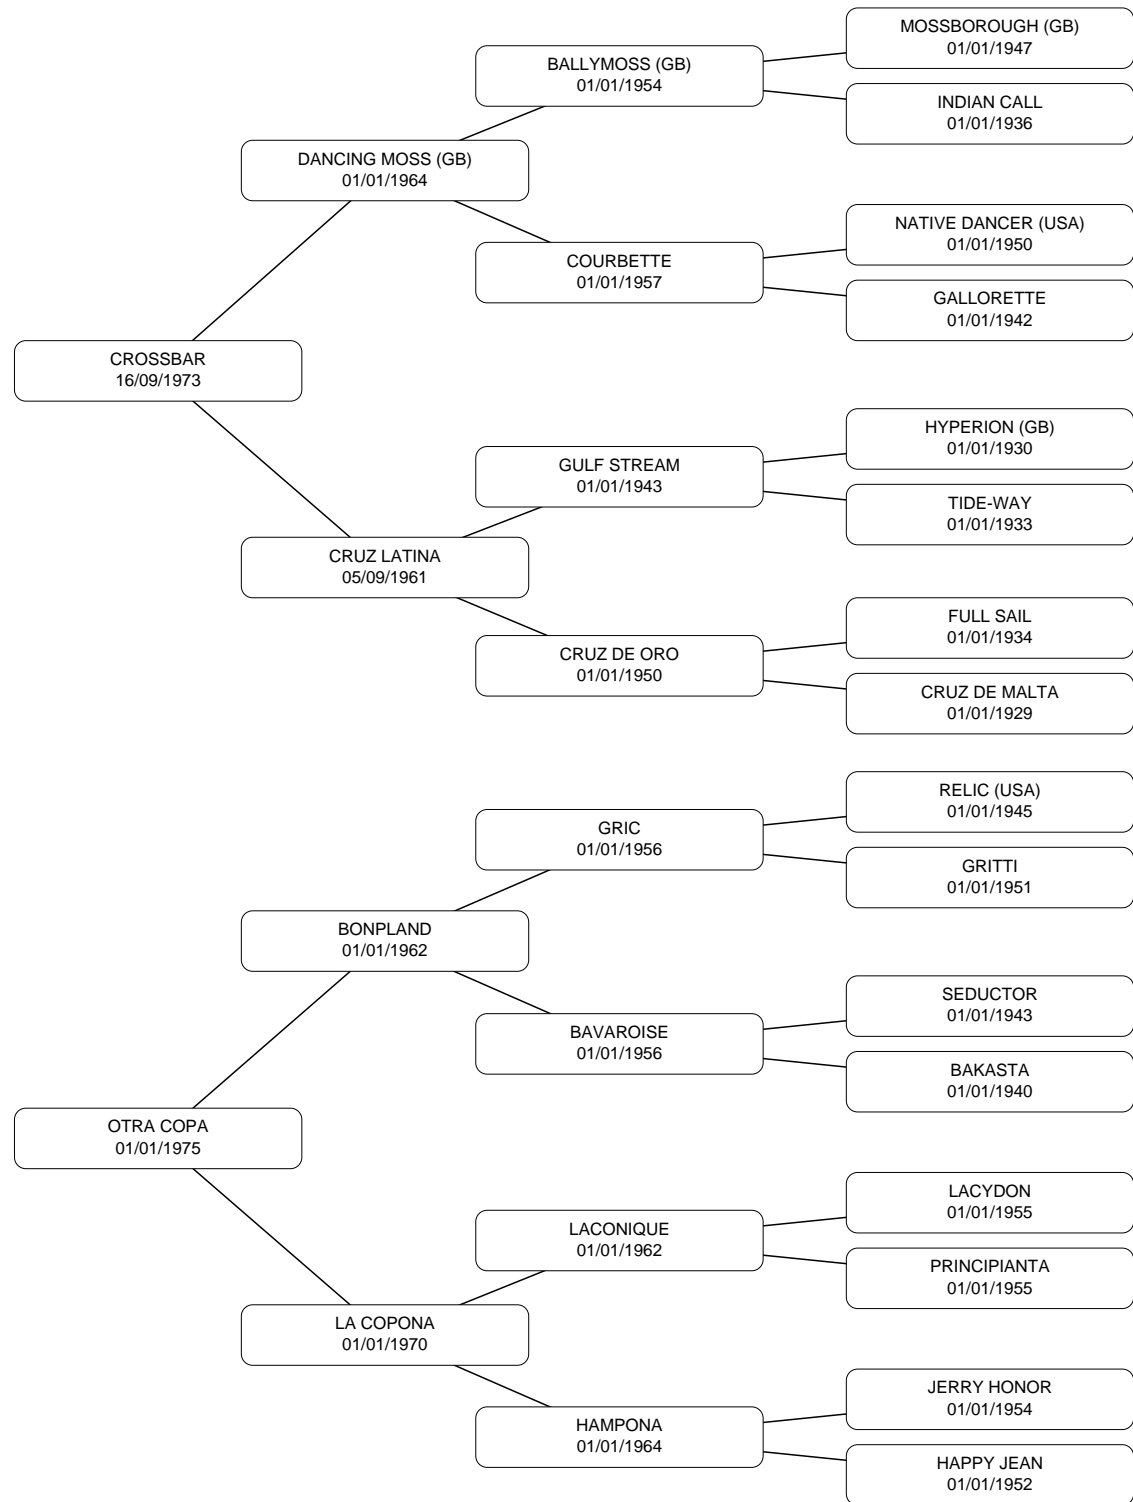 MOSSBOROUGH (GB)
01/01/1947
BALLYMOSS (GB)
01/01/1954
INDIAN CALL
01/01/1936
DANCING MOSS (GB)
01/01/1964
NATIVE DANCER (USA)
01/01/1950
COURBETTE
01/01/1957
GALLORETTE
01/01/1942
CROSSBAR
16/09/1973
HYPERION (GB)
01/01/1930
GULF STREAM
01/01/1943
TIDE-WAY
01/01/1933
CRUZ LATINA
05/09/1961
FULL SAIL
01/01/1934
CRUZ DE ORO
01/01/1950
CRUZ DE MALTA
01/01/1929
RELIC (USA)
01/01/1945
GRIC
01/01/1956
GRITTI
01/01/1951
BONPLAND
01/01/1962
SEDUCTOR
01/01/1943
BAVAROISE
01/01/1956
BAKASTA
01/01/1940
OTRA COPA
01/01/1975
LACYDON
01/01/1955
LACONIQUE
01/01/1962
PRINCIPIANTA
01/01/1955
LA COPONA
01/01/1970
JERRY HONOR
01/01/1954
HAMPONA
01/01/1964
HAPPY JEAN
01/01/1952